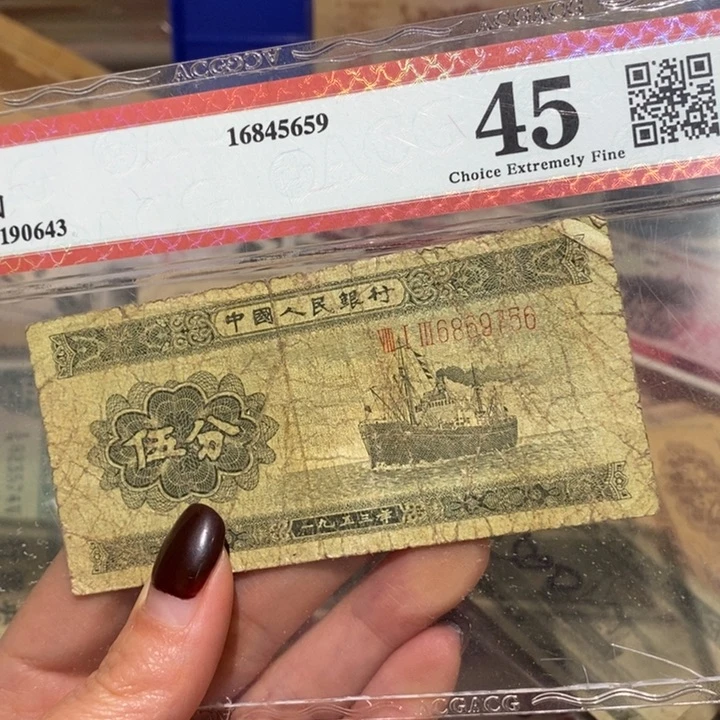 ACGGCA
ACGACG
16845659
45
Choice Extremely Fine
190643
中國人民銀行
VIII I III 6869756
伍分
一九五三年
ACGACG